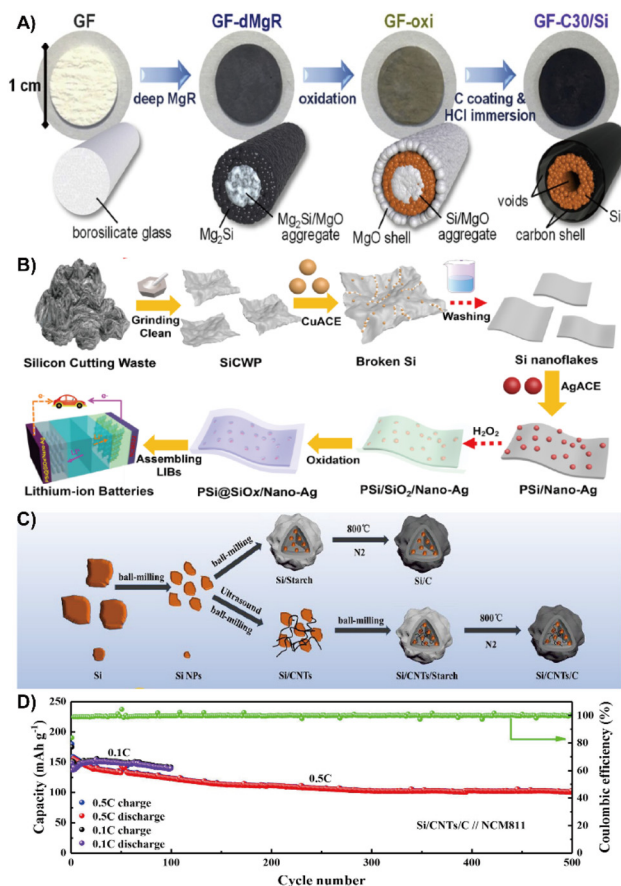 A)
GF
GF-dMgR
GF-oxi
GF-C30/Si
1 cm
deep MgR
oxidation
C coating &
HCl immersion
borosilicate glass
Mg2Si
Mg2Si/MgO
aggregate
MgO shell
Si/MgO
aggregate
voids
carbon shell
Si
B)
Grinding
Clean
CuACE
Washing
Silicon Cutting Waste
SiCWP
Broken Si
Si nanoflakes
AgACE
H2O2
Assembling
LIBs
Oxidation
Lithium-ion Batteries
PSi@SiOx/Nano-Ag
PSi/SiO2/Nano-Ag
PSi/Nano-Ag
C)
ball-milling
ball-milling
Ultrasound
ball-milling
800℃
N2
Si/Starch
Si/C
ball-milling
800℃
N2
Si
Si NPs
Si/CNTs
Si/CNTs/Starch
Si/CNTs/C
D)
Capacity (mAh g-1)
250
200
150
100
50
0
0.1C
0.5C
0.5C charge
0.5C discharge
0.1C charge
0.1C discharge
Si/CNTs/C // NCM811
100
80
60
40
20
0
Coulombic efficiency (%)
0
100
200
300
400
500
Cycle number